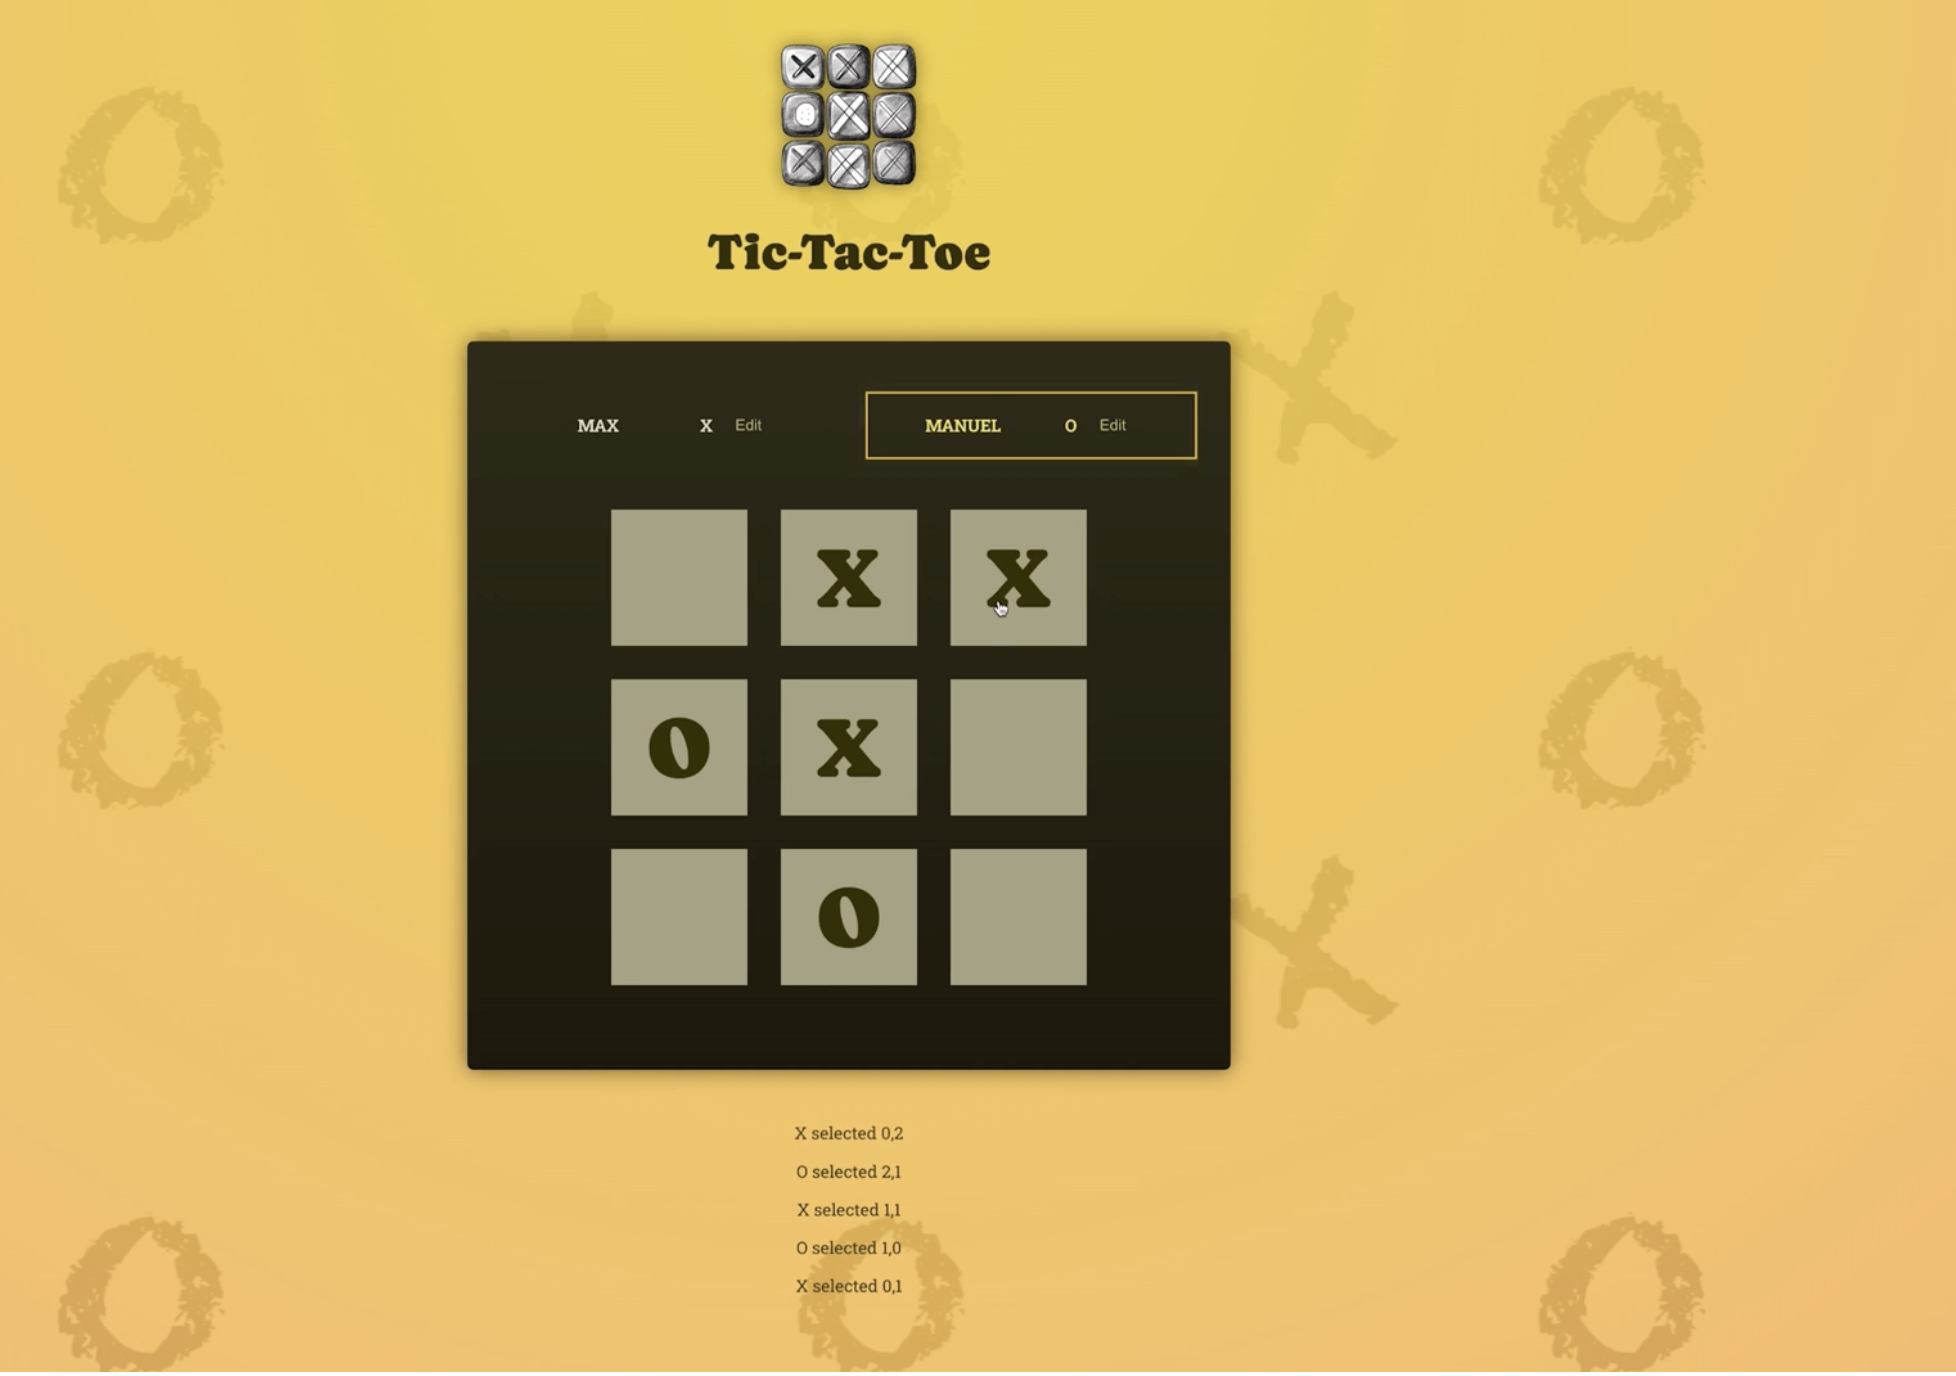 Tic-Tac-Toe
MAX X Edit MANUEL O Edit
X X
O X
O
X selected 0,2
O selected 2,1
X selected 1,1
O selected 1,0
X selected 0,1